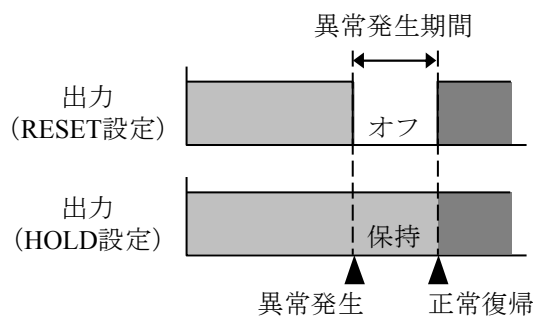 異常発生期間
出力
（RESET設定）
オフ
出力
（HOLD設定）
保持
異常発生
正常復帰